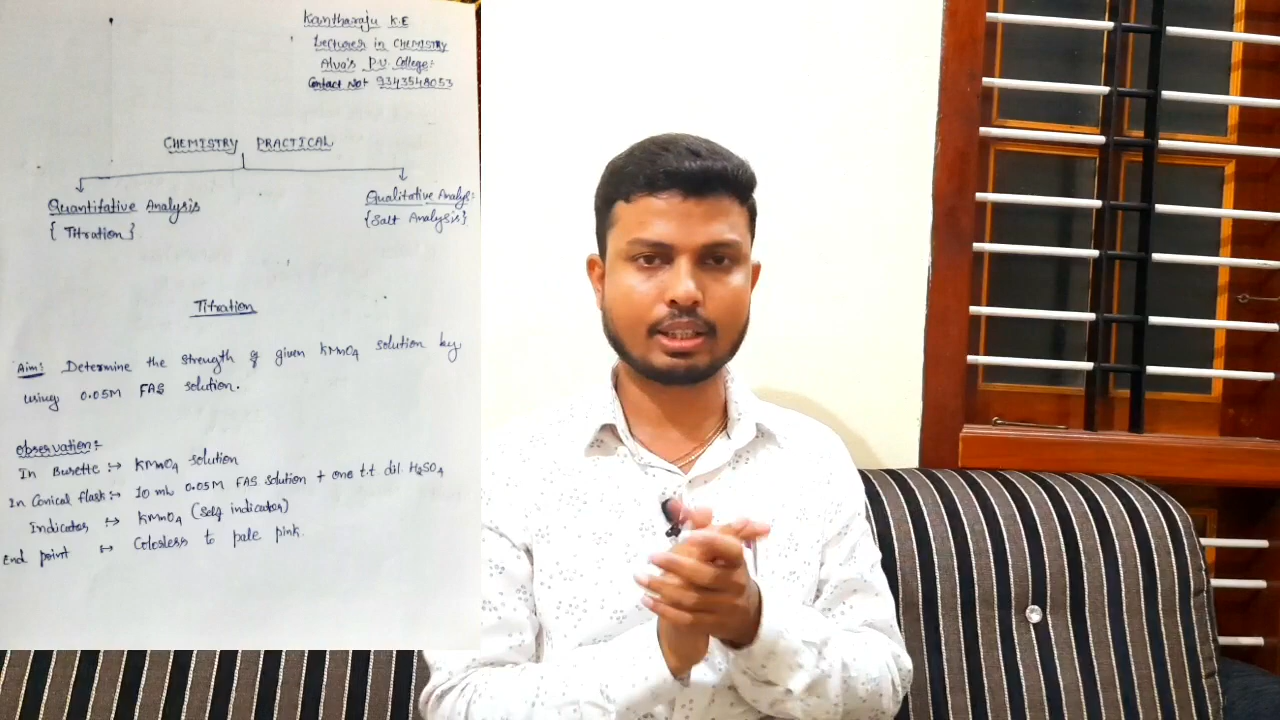 Kantharaju K.E
Lecturer in CHEMISTRY
Alva's P.U. College:
Contact No: 9343548053
CHEMISTRY PRACTICAL
Quantitative Analysis
{ Titration }
Qualitative Analys:
{Salt Analysis}
Titration
Aim: Determine the strength of given KMnO4 solution by
using 0.05M FAS solution.
Observation:-
In Burette :→ KMnO4 solution
In Conical flask :→ 10 mL 0.05M FAS solution + one t.t dil. H2SO4
Indicator :→ KMnO4 (Self indicator)
End point :→ Colorless to pale pink.